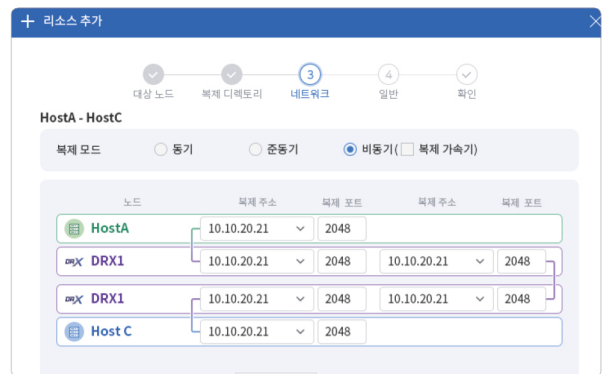 리소스 추가
3
4
대상 노드
복제 디렉토리
네트워크
일반
확인
HostA - HostC
복제 모드
동기
준동기
비동기( 복제 가속기)
노드 복제 주소 복제 포트 복제 주소 복제 포트
HostA 10.10.20.21 2048
DRX DRX1 10.10.20.21 2048 10.10.20.21 2048
DRX DRX1 10.10.20.21 2048 10.10.20.21 2048
Host C 10.10.20.21 2048